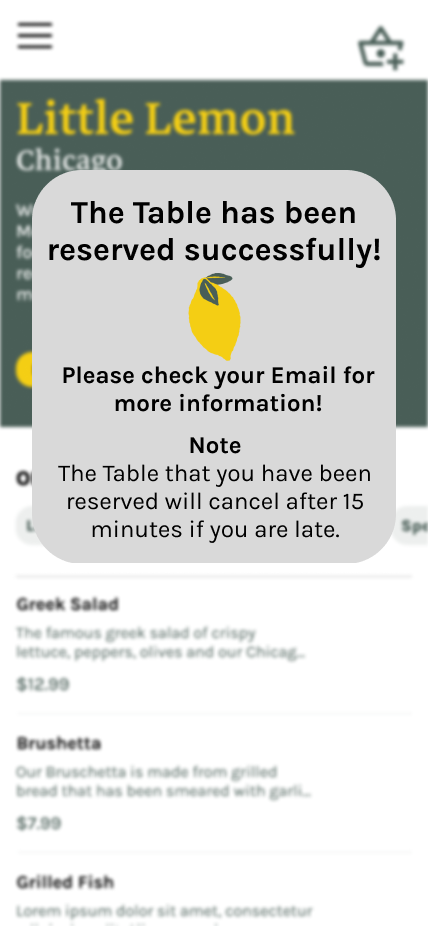 Little Lemon
Chicago
The Table has been
reserved successfully!
Please check your Email for
more information!
Note
The Table that you have been
reserved will cancel after 15
minutes if you are late.
Greek Salad
The famous greek salad of crispy
lettuce, peppers, olives and our Chicag...
$12.99
Brushetta
Our Bruschetta is made from grilled
bread that has been smeared with garli...
$7.99
Grilled Fish
Lorem ipsum dolor sit amet, consectetur